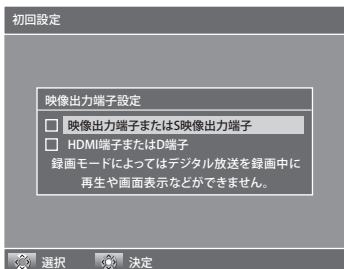 初回設定
映像出力端子設定
映像出力端子またはS映像出力端子
HDMI端子またはD端子
録画モードによってはデジタル放送を録画中に
再生や画面表示などができません。
選択 決定